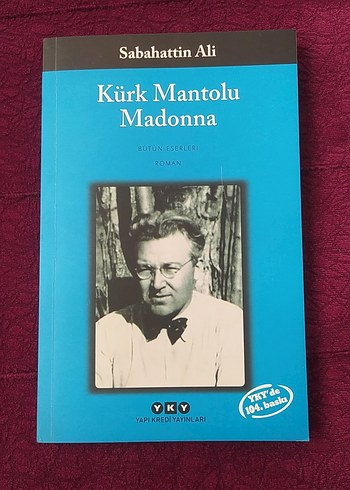 Sabahattin Ali
Kürk Mantolu
Madonna
BÜTÜN ESERLERİ
ROMAN
YKY'de
104. baskı
YKY
YAPI KREDİ YAYINLARI